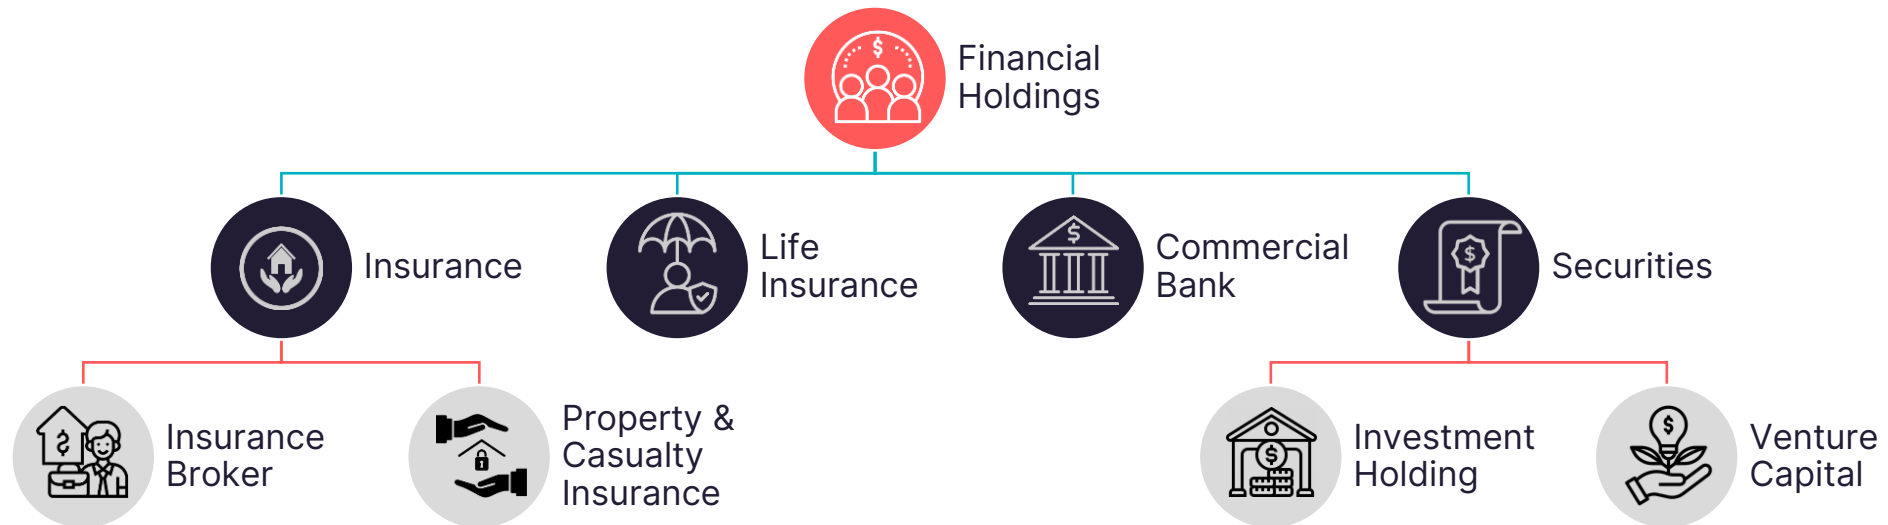 Financial
Holdings
Insurance
Life
Insurance
Commercial
Bank
Securities
Insurance
Broker
Property &
Casualty
Insurance
Investment
Holding
Venture
Capital